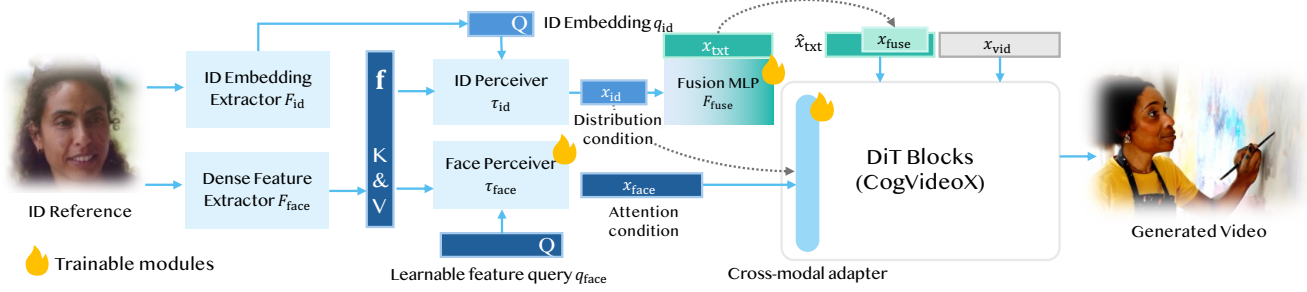 ID Embedding q_id
Q
x_txt
x̂_txt
x_fuse
x_vid
ID Embedding
Extractor F_id
f
ID Perceiver
τ_id
x_id
Fusion MLP
F_fuse
Distribution
condition
K
&
V
Face Perceiver
τ_face
DiT Blocks
(CogVideoX)
Dense Feature
Extractor F_face
x_face
Attention
condition
ID Reference
Generated Video
Q
Trainable modules
Learnable feature query q_face
Cross-modal adapter